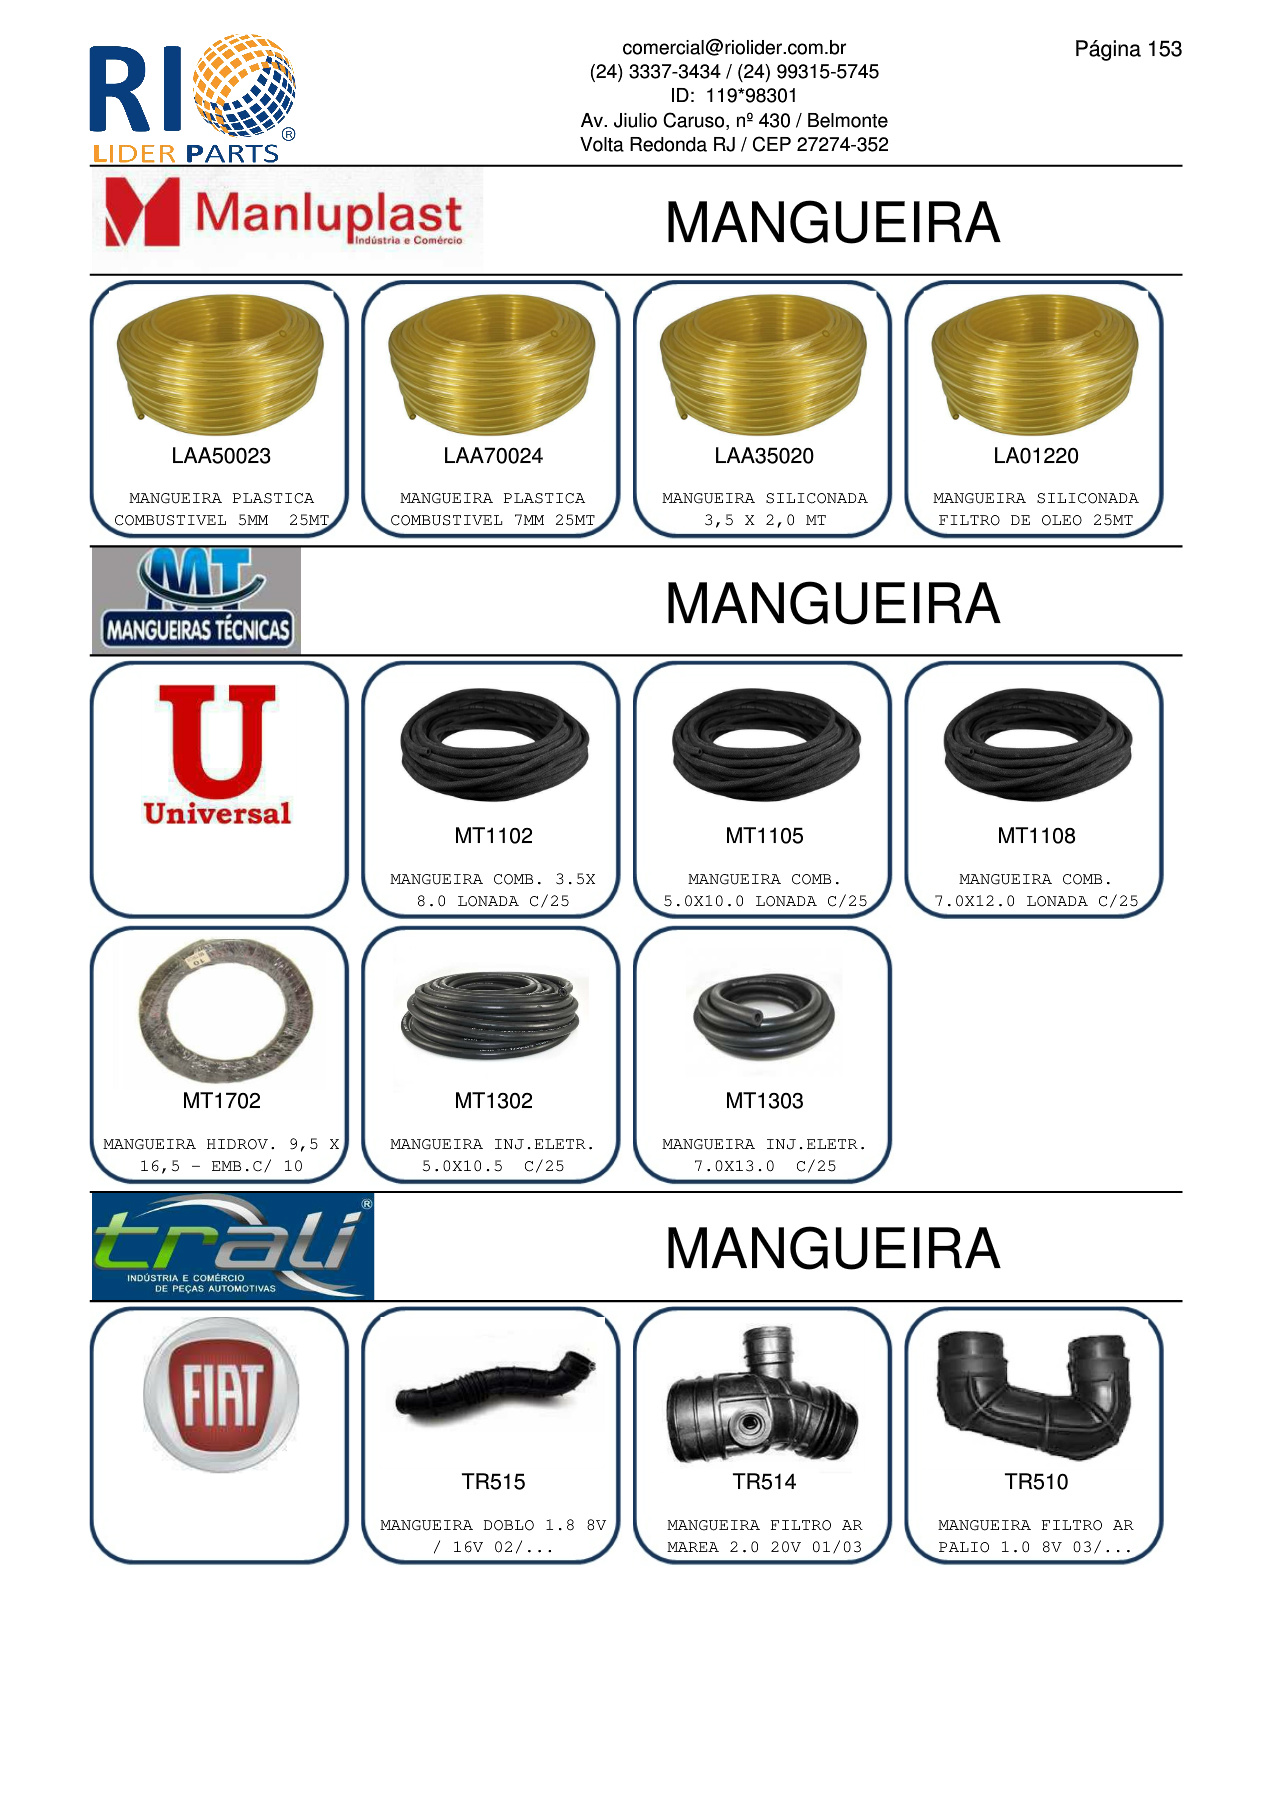 RIO
LIDER PARTS
®
comercial@riolider.com.br
(24) 3337-3434 / (24) 99315-5745
ID:  119*98301
Av. Jiulio Caruso, nº 430 / Belmonte
Volta Redonda RJ / CEP 27274-352
Página 153
Manluplast
Indústria e Comércio
MANGUEIRA
LAA50023
MANGUEIRA PLASTICA
COMBUSTIVEL 5MM  25MT
LAA70024
MANGUEIRA PLASTICA
COMBUSTIVEL 7MM 25MT
LAA35020
MANGUEIRA SILICONADA
3,5 X 2,0 MT
LA01220
MANGUEIRA SILICONADA
FILTRO DE OLEO 25MT
MT
MANGUEIRAS TÉCNICAS
MANGUEIRA
U
Universal
MT1102
MANGUEIRA COMB. 3.5X
8.0 LONADA C/25
MT1105
MANGUEIRA COMB.
5.0X10.0 LONADA C/25
MT1108
MANGUEIRA COMB.
7.0X12.0 LONADA C/25
10
MT1702
MANGUEIRA HIDROV. 9,5 X
16,5 - EMB.C/ 10
MT1302
MANGUEIRA INJ.ELETR.
5.0X10.5  C/25
MT1303
MANGUEIRA INJ.ELETR.
7.0X13.0  C/25
trali ®
INDÚSTRIA E COMÉRCIO
DE PEÇAS AUTOMOTIVAS
MANGUEIRA
FIAT
TR515
MANGUEIRA DOBLO 1.8 8V
/ 16V 02/...
TR514
MANGUEIRA FILTRO AR
MAREA 2.0 20V 01/03
TR510
MANGUEIRA FILTRO AR
PALIO 1.0 8V 03/...